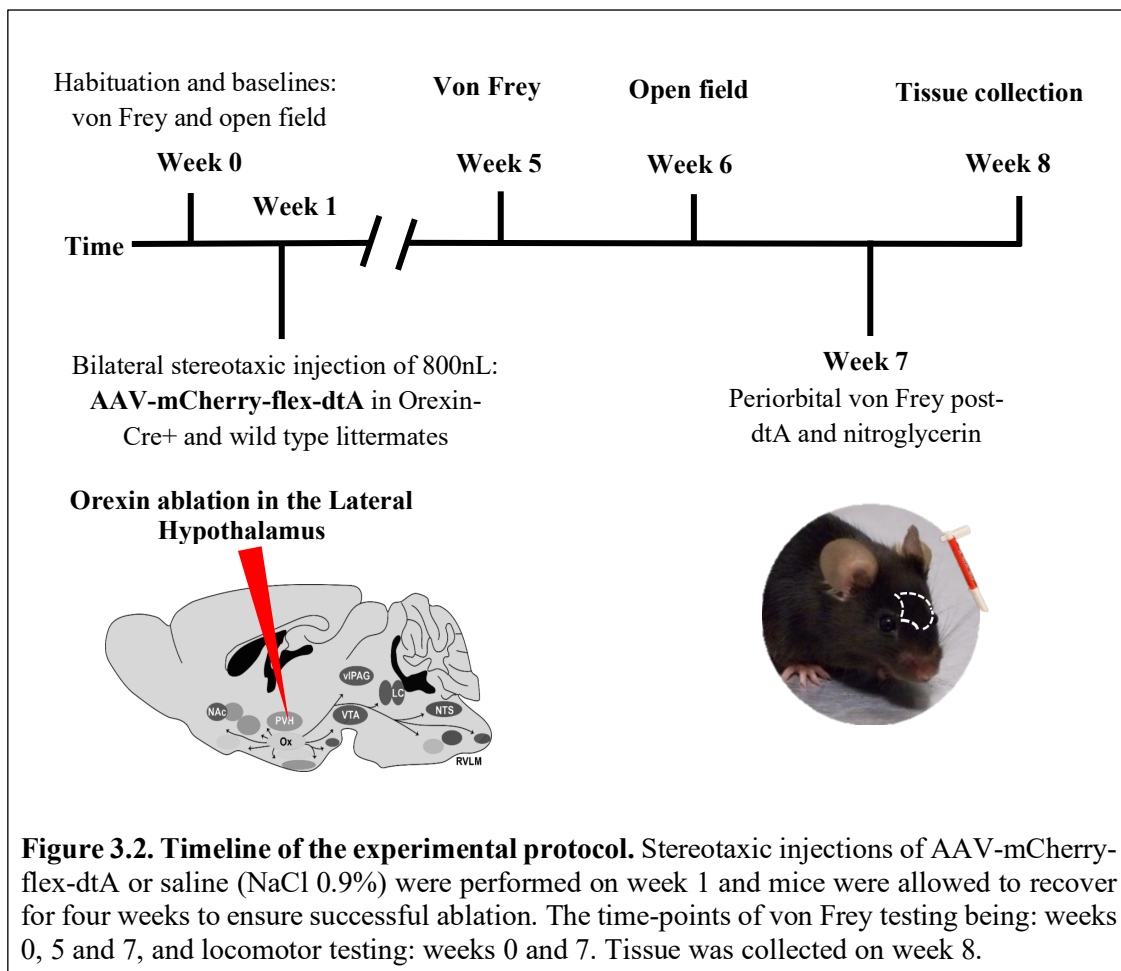 Habituation and baselines:
von Frey and open field
Von Frey
Open field
Tissue collection
Week 0
Week 5
Week 6
Week 8
Week 1
Time
Bilateral stereotaxic injection of 800nL:
AAV-mCherry-flex-dtA in Orexin-
Cre+ and wild type littermates
Week 7
Periorbital von Frey post-
dtA and nitroglycerin
Orexin ablation in the Lateral
Hypothalamus
vlPAG
LC
NAc
PVH
VTA
NTS
Ox
RVLM
Figure 3.2. Timeline of the experimental protocol. Stereotaxic injections of AAV-mCherry-
flex-dtA or saline (NaCl 0.9%) were performed on week 1 and mice were allowed to recover
for four weeks to ensure successful ablation. The time-points of von Frey testing being: weeks
0, 5 and 7, and locomotor testing: weeks 0 and 7. Tissue was collected on week 8.